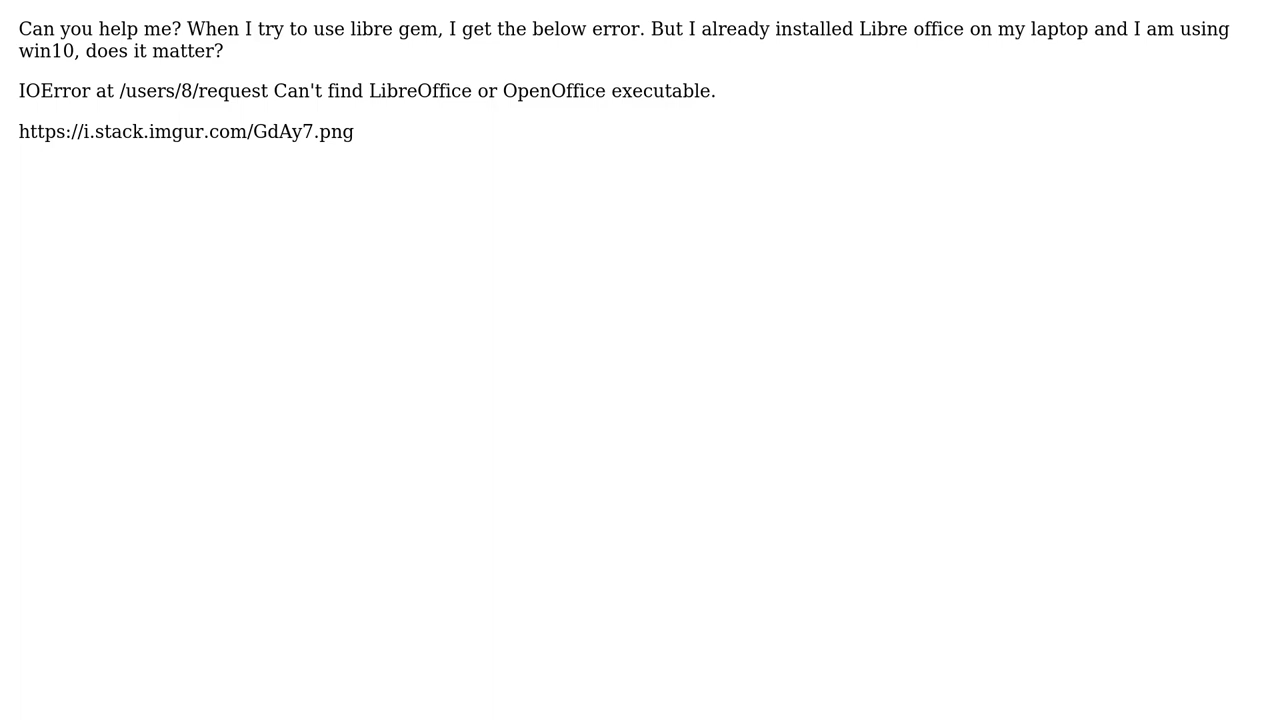 Can you help me? When I try to use libre gem, I get the below error. But I already installed Libre office on my laptop and I am using
win10, does it matter?
IOError at /users/8/request Can't find LibreOffice or OpenOffice executable.
https://i.stack.imgur.com/GdAy7.png